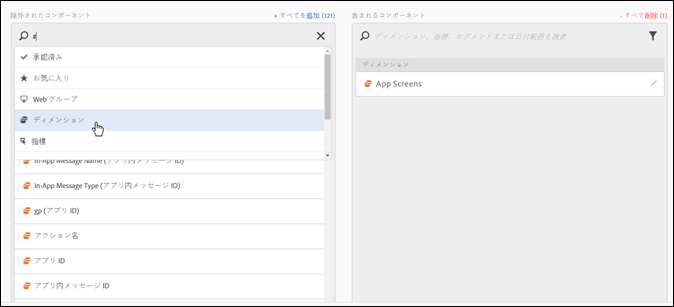 除外されたコンポーネント
+ すべてを追加 (121)
#
承認済み
お気に入り
Web グループ
ディメンション
指標
In-App Message Name (アプリ内メッセージ ID)
In-App Message Type (アプリ内メッセージ ID)
gp (アプリ ID)
アクション名
アプリ ID
アプリ内メッセージ ID
含まれるコンポーネント
- すべて削除 (1)
ディメンション、指標、セグメントまたは日付範囲を検索
ディメンション
App Screens